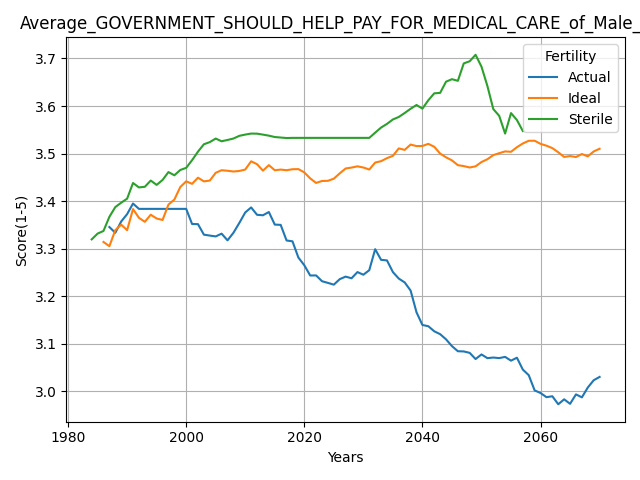 Average_GOVERNMENT_SHOULD_HELP_PAY_FOR_MEDICAL_CARE_of_Male_
Fertility
Actual
Ideal
Sterile
Score(1-5)
3.7
3.6
3.5
3.4
3.3
3.2
3.1
3.0
1980 2000 2020 2040 2060
Years